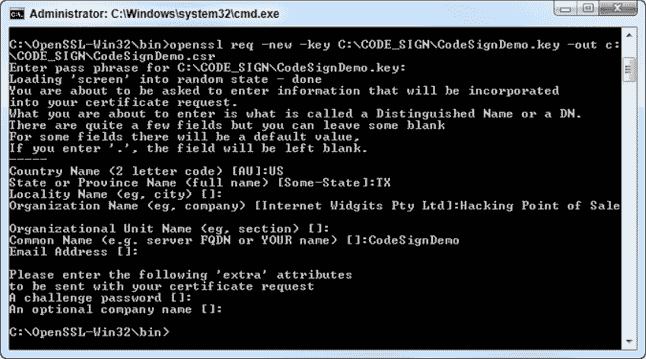 Administrator: C:\Windows\system32\cmd.exe
C:\OpenSSL-Win32\bin>openssl req -new -key C:\CODE_SIGN\CodeSignDemo.key -out c:
\CODE_SIGN\CodeSignDemo.csr
Enter pass phrase for C:\CODE_SIGN\CodeSignDemo.key:
Loading 'screen' into random state - done
You are about to be asked to enter information that will be incorporated
into your certificate request.
What you are about to enter is what is called a Distinguished Name or a DN.
There are quite a few fields but you can leave some blank
For some fields there will be a default value,
If you enter '.', the field will be left blank.
-----
Country Name (2 letter code) [AU]:US
State or Province Name (full name) [Some-State]:TX
Locality Name (eg, city) []:
Organization Name (eg, company) [Internet Widgits Pty Ltd]:Hacking Point of Sale
Organizational Unit Name (eg, section) []:
Common Name (e.g. server FQDN or YOUR name) []:CodeSignDemo
Email Address []:
Please enter the following 'extra' attributes
to be sent with your certificate request
A challenge password []:
An optional company name []:
C:\OpenSSL-Win32\bin>